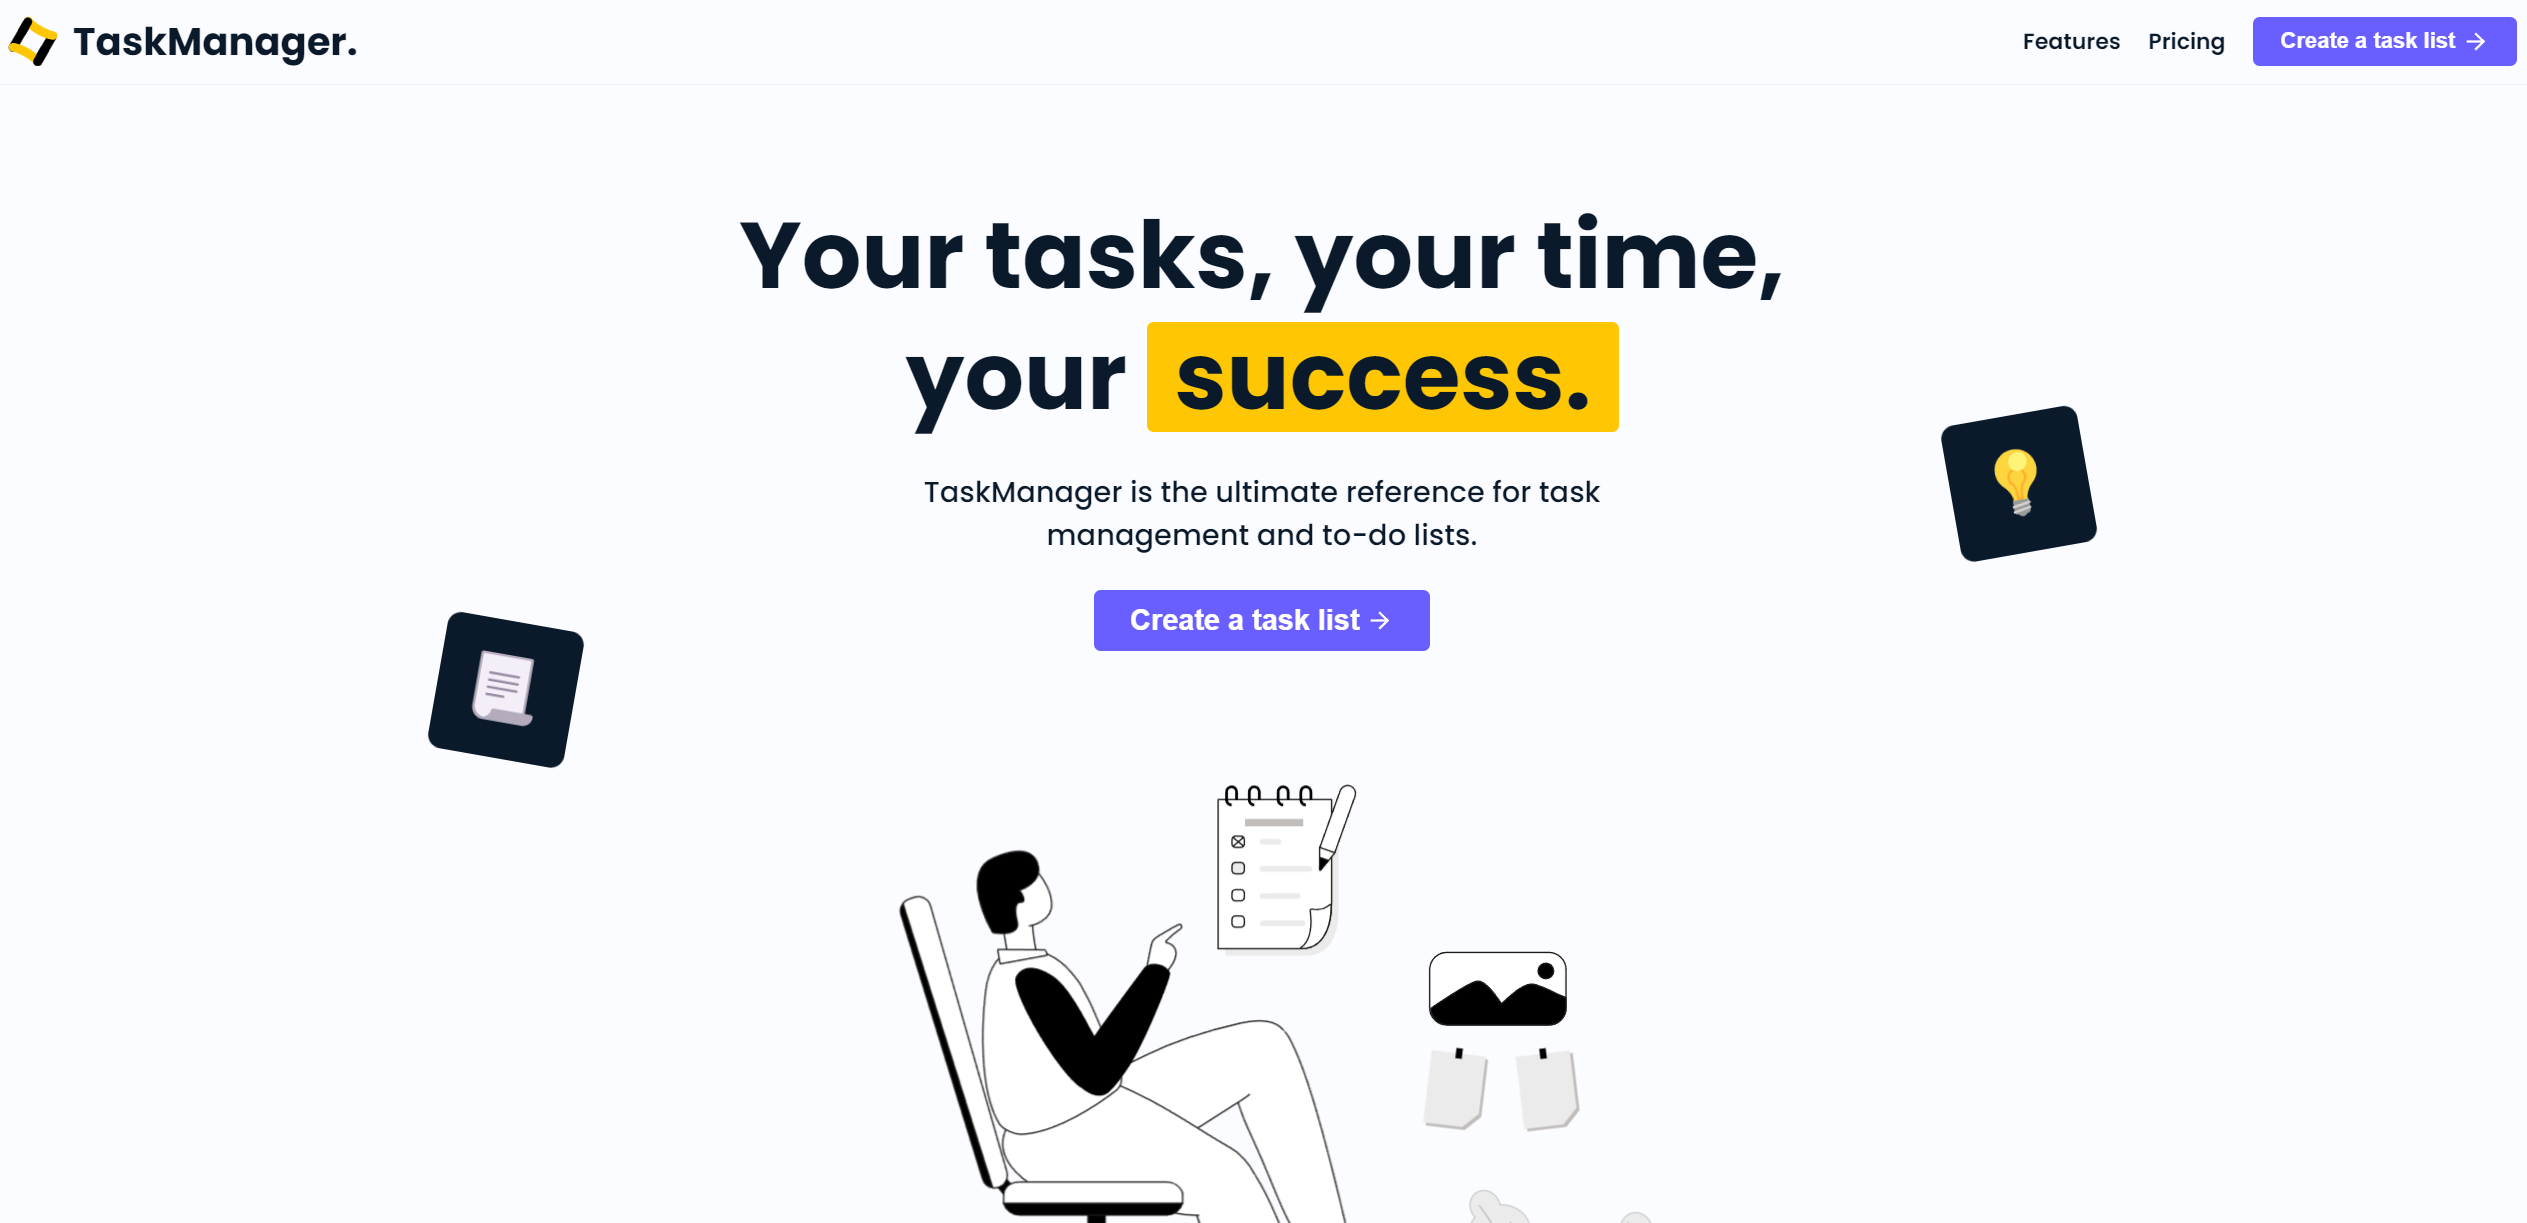 TaskManager.
Features
Pricing
Create a task list →
Your tasks, your time,
your success.
TaskManager is the ultimate reference for task
management and to-do lists.
Create a task list →